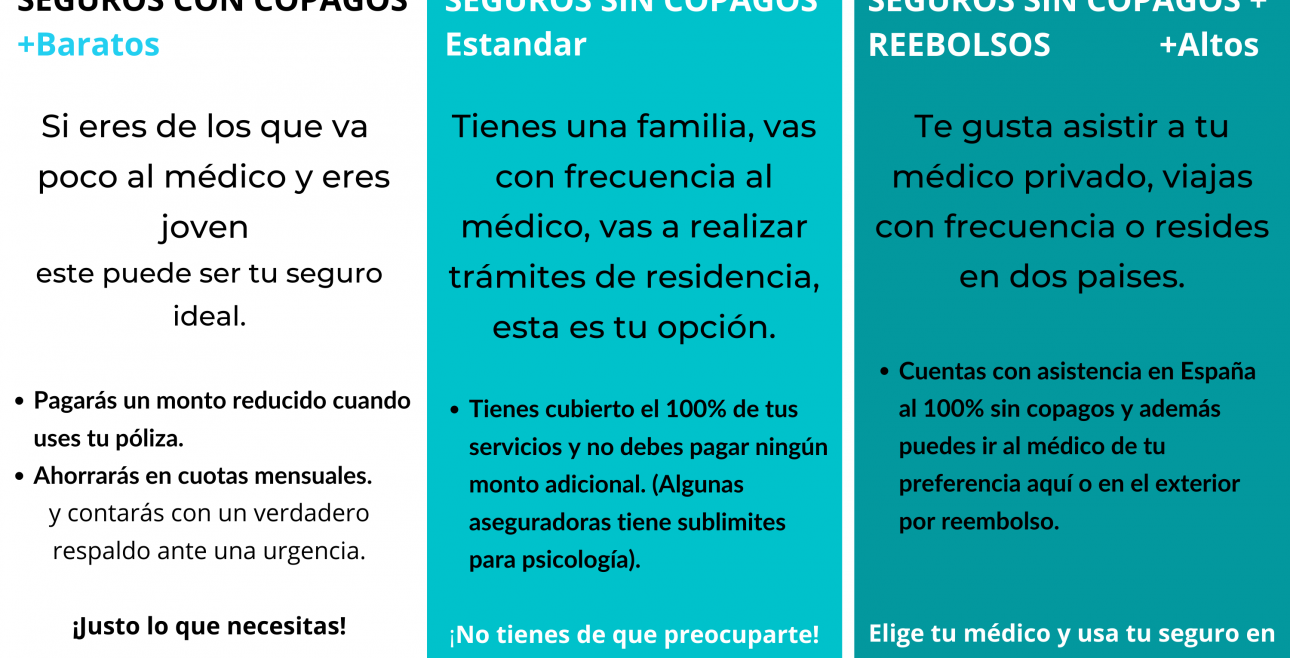 SEGUROS CON COPAGOS
+Baratos
Si eres de los que va
poco al médico y eres
joven
este puede ser tu seguro
ideal.
• Pagarás un monto reducido cuando
uses tu póliza.
• Ahorrarás en cuotas mensuales.
y contarás con un verdadero
respaldo ante una urgencia.
¡Justo lo que necesitas!
SEGUROS SIN COPAGOS
Estandar
Tienes una familia, vas
con frecuencia al
médico, vas a realizar
trámites de residencia,
esta es tu opción.
• Tienes cubierto el 100% de tus
servicios y no debes pagar ningún
monto adicional. (Algunas
aseguradoras tiene sublimites
para psicología).
¡No tienes de que preocuparte!
SEGUROS SIN COPAGOS +
REEBOLSOS +Altos
Te gusta asistir a tu
médico privado, viajas
con frecuencia o resides
en dos paises.
• Cuentas con asistencia en España
al 100% sin copagos y además
puedes ir al médico de tu
preferencia aquí o en el exterior
por reembolso.
Elige tu médico y usa tu seguro en